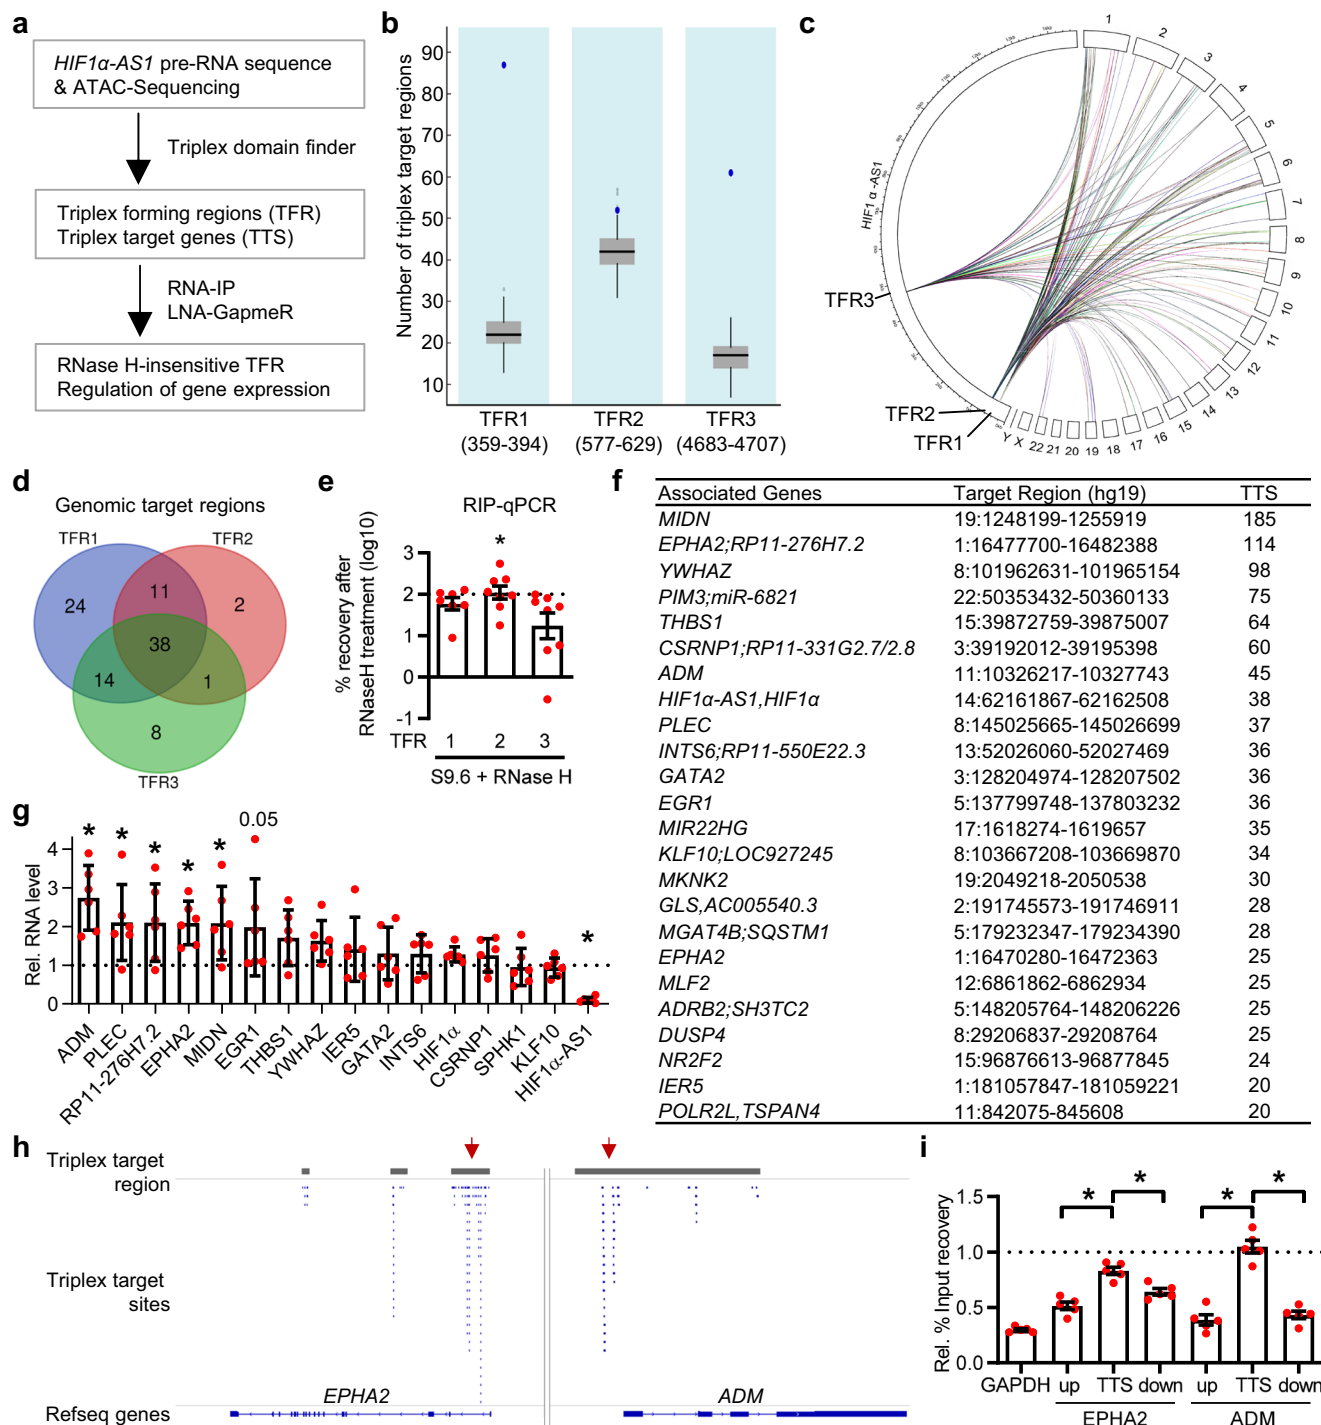 a
HIF1α-AS1 pre-RNA sequence
& ATAC-Sequencing
Triplex domain finder
Triplex forming regions (TFR)
Triplex target genes (TTS)
RNA-IP
LNA-GapmeR
RNase H-insensitive TFR
Regulation of gene expression
b
Number of triplex target regions
90
80
70
60
50
40
30
20
10
TFR1
(359-394)
TFR2
(577-629)
TFR3
(4683-4707)
c
HIF1 α -AS1
TFR3
TFR2
TFR1
1
2
3
4
5
6
7
8
9
10
11
12
13
14
15
16
17
18
19
20
21
22
X
Y
d
Genomic target regions
TFR1
TFR2
24
11
2
38
14
1
8
TFR3
e
RIP-qPCR
% recovery after
RNaseH treatment (log10)
3
2
1
0
-1
*
TFR 1 2 3
S9.6 + RNase H
f
Associated Genes Target Region (hg19) TTS
MIDN 19:1248199-1255919 185
EPHA2;RP11-276H7.2 1:16477700-16482388 114
YWHAZ 8:101962631-101965154 98
PIM3;miR-6821 22:50353432-50360133 75
THBS1 15:39872759-39875007 64
CSRNP1;RP11-331G2.7/2.8 3:39192012-39195398 60
ADM 11:10326217-10327743 45
HIF1α-AS1,HIF1α 14:62161867-62162508 38
PLEC 8:145025665-145026699 37
INTS6;RP11-550E22.3 13:52026060-52027469 36
GATA2 3:128204974-128207502 36
EGR1 5:137799748-137803232 36
MIR22HG 17:1618274-1619657 35
KLF10;LOC927245 8:103667208-103669870 34
MKNK2 19:2049218-2050538 30
GLS,AC005540.3 2:191745573-191746911 28
MGAT4B;SQSTM1 5:179232347-179234390 28
EPHA2 1:16470280-16472363 25
MLF2 12:6861862-6862934 25
ADRB2;SH3TC2 5:148205764-148206226 25
DUSP4 8:29206837-29208764 25
NR2F2 15:96876613-96877845 24
IER5 1:181057847-181059221 20
POLR2L,TSPAN4 11:842075-845608 20
g
Rel. RNA level
4
3
2
1
0
* * * * * 0.05 *
ADM
PLEC
RP11-276H7.2
EPHA2
MIDN
EGR1
THBS1
YWHAZ
IER5
GATA2
INTS6
HIF1α
CSRNP1
SPHK1
KLF10
HIF1α-AS1
h
Triplex target
region
Triplex target
sites
EPHA2 ADM
Refseq genes
i
Rel. % Input recovery
1.5
1.0
0.5
0.0
* * * *
GAPDH up TTS down up TTS down
EPHA2 ADM